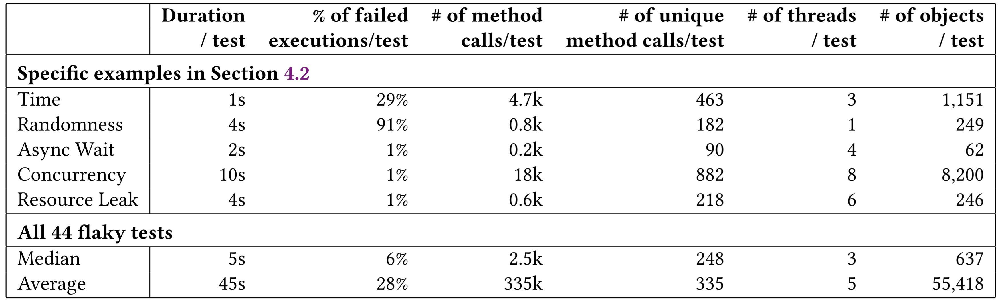 Duration % of failed # of method # of unique # of threads # of objects
/ test executions/test calls/test method calls/test / test / test
Specific examples in Section 4.2
Time 1s 29% 4.7k 463 3 1,151
Randomness 4s 91% 0.8k 182 1 249
Async Wait 2s 1% 0.2k 90 4 62
Concurrency 10s 1% 18k 882 8 8,200
Resource Leak 4s 1% 0.6k 218 6 246
All 44 flaky tests
Median 5s 6% 2.5k 248 3 637
Average 45s 28% 335k 335 5 55,418